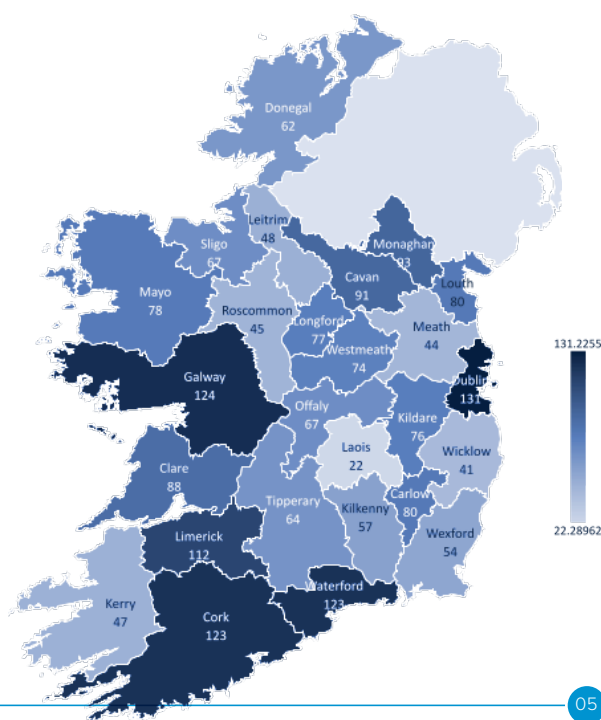 Donegal
62
Leitrim
48
Sligo
67
Monaghan
93
Cavan
91
Louth
80
Mayo
78
Roscommon
45
Longford
77
Meath
44
Westmeath
74
131.2255
Galway
124
Dublin
131
Offaly
67
Kildare
76
Laois
22
Wicklow
41
Clare
88
Tipperary
64
Kilkenny
57
Carlow
80
22.28962
Limerick
112
Wexford
54
Waterford
123
Kerry
47
Cork
123
05